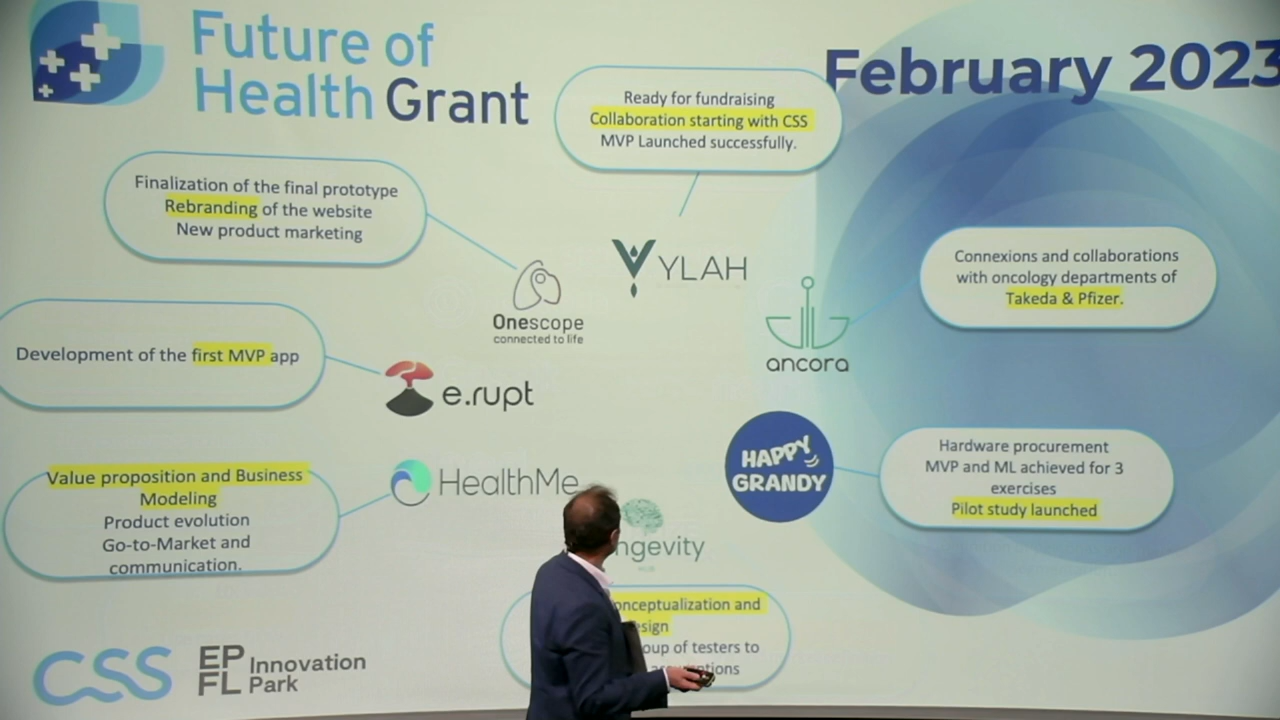 Future of
Health Grant
February 2023
Ready for fundraising
Collaboration starting with CSS
MVP Launched successfully.
Finalization of the final prototype
Rebranding of the website
New product marketing
YLAH
Connexions and collaborations
with oncology departments of
Takeda & Pfizer.
Onescope
connected to life
ancora
Development of the first MVP app
e.rupt
HAPPY
GRANDY
Hardware procurement
MVP and ML achieved for 3
exercises
Pilot study launched
HealthMe
Value proposition and Business
Modeling
Product evolution
Go-to-Market and
communication.
ngevity
HUB
onceptualization and
esign
oup of testers to
CSS
EPFL Innovation
Park